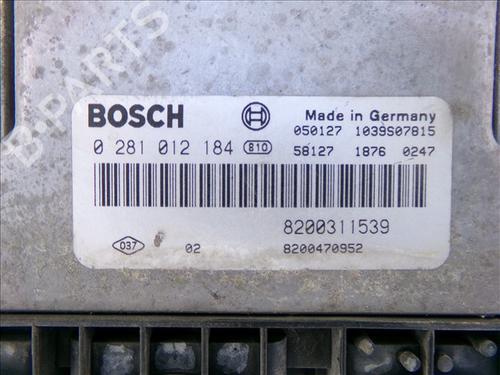 B-PARTS
BOSCH
Made in Germany
050127 1039S07815
0 281 012 184 810
58127 1876 0247
8200311539
037 02 8200470952